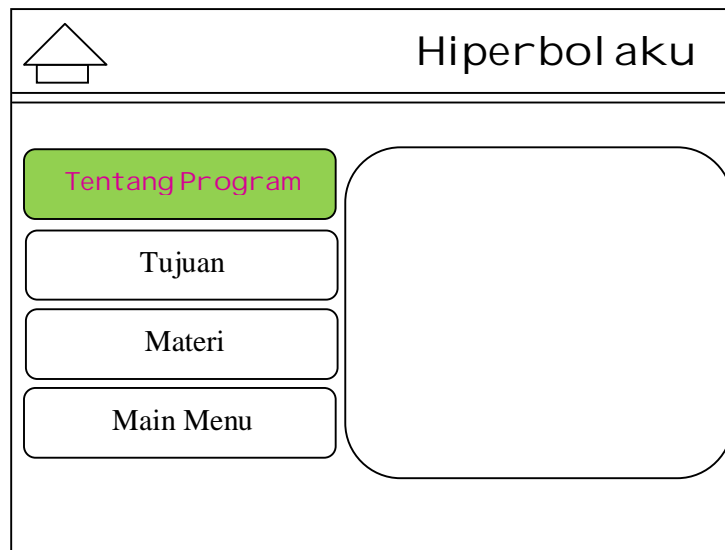 Hiperbolaku
Tentang Program
Tujuan
Materi
Main Menu